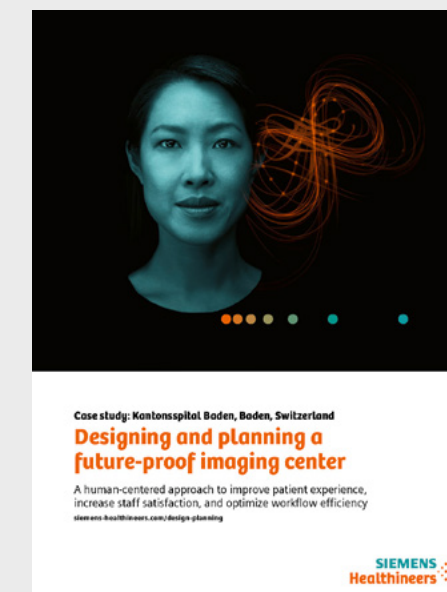 Case study: Kantonsspital Baden, Baden, Switzerland
Designing and planning a
future-proof imaging center
A human-centered approach to improve patient experience,
increase staff satisfaction, and optimize workflow efficiency
siemens-healthineers.com/design-planning
SIEMENS
Healthineers